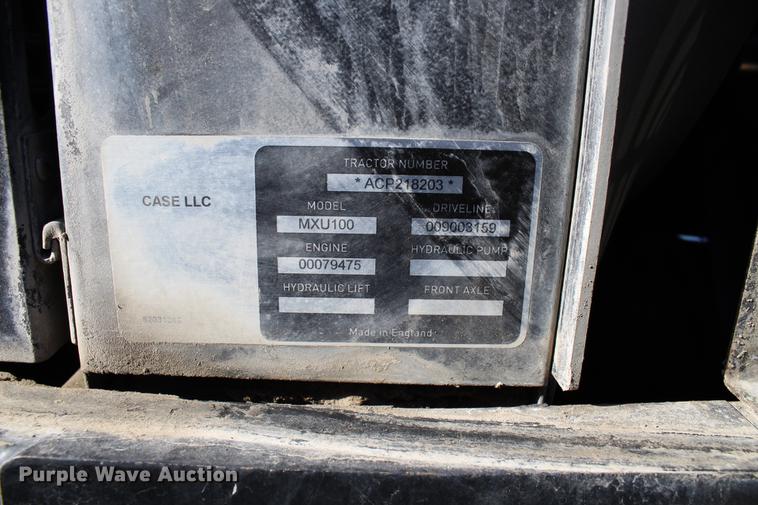 TRACTOR NUMBER
* ACP218203 *
CASE LLC
MODEL DRIVELINE
MXU100 009003159
ENGINE HYDRAULIC PUMP
00079475
HYDRAULIC LIFT FRONT AXLE
Made in England
Purple Wave Auction